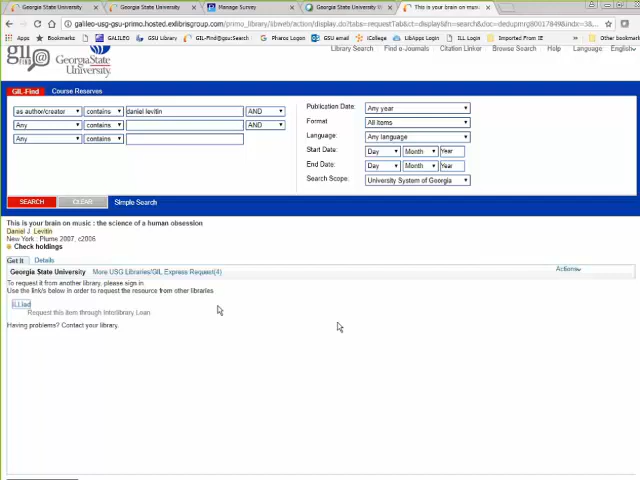 Georgia State University
Georgia State University
Manage Survey
Georgia State University li
This is your brain on mus
galileo-usg-gsu-primo.hosted.exlibrisgroup.com/primo_library/libweb/action/display.do?tabs=requestTab&ct=display&fn=search&doc=
Apps
Bookmarks
GALILEO
GSU Library
GIL-Find@gsu:Search
Pharos Logon
GSU email
iCollege
LibApps Login
ILL Login
Imported From IE
Other bookmarks
gil
FIND
Georgia State
University
Library Search
Find e-Journals
Citation Linker
Browse Search
Help
Language:
English
GIL-Find
Course Reserves
as author/creator
contains
daniel levitin
AND
Any
contains
AND
Any
contains
Publication Date:
Any year
Format
All items
Language:
Any language
Start Date:
Day
Month
Year
End Date:
Day
Month
Year
Search Scope:
University System of Georgia
SEARCH
CLEAR
Simple Search
This is your brain on music : the science of a human obsession
Daniel J. Levitin
New York : Plume 2007, c2006
Check holdings
Get It
Details
Georgia State University
More USG Libraries/GIL Express Request(4)
Actions
To request it from another library, please sign in
Use the link/s below in order to request the resource from other libraries
ILLiad
Request this item through Interlibrary Loan
Having problems? Contact your library.